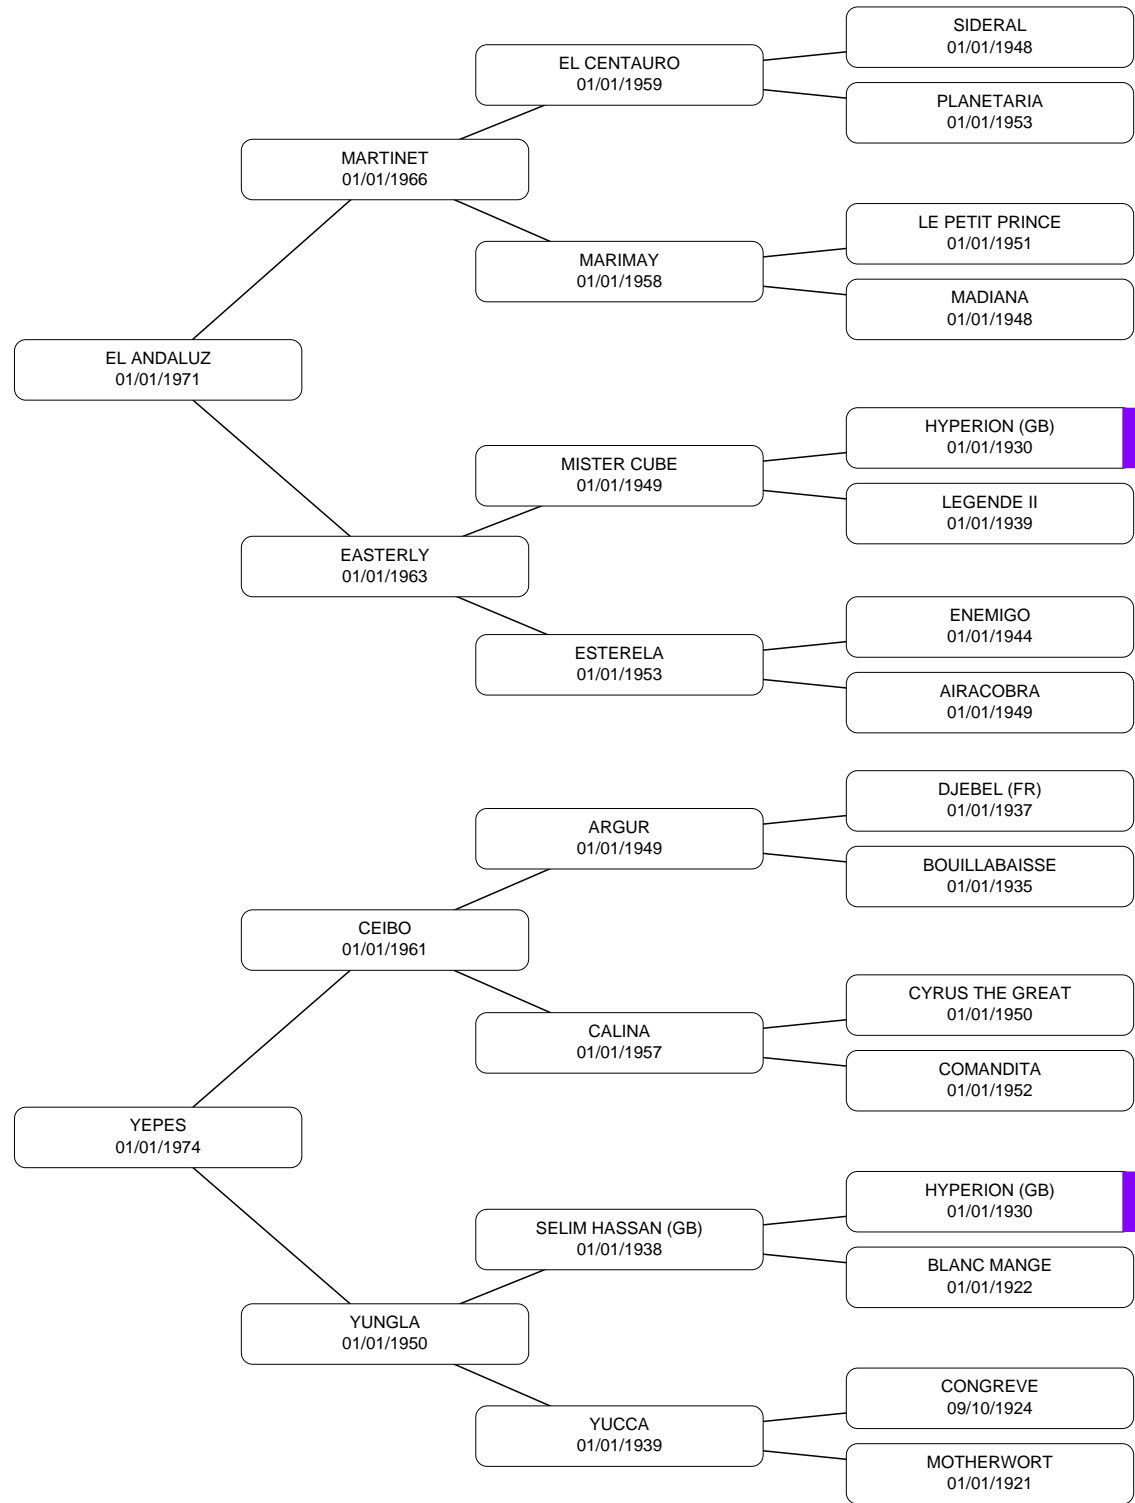 SIDERAL
01/01/1948
EL CENTAURO
01/01/1959
PLANETARIA
01/01/1953
MARTINET
01/01/1966
LE PETIT PRINCE
01/01/1951
MARIMAY
01/01/1958
MADIANA
01/01/1948
EL ANDALUZ
01/01/1971
HYPERION (GB)
01/01/1930
MISTER CUBE
01/01/1949
LEGENDE II
01/01/1939
EASTERLY
01/01/1963
ENEMIGO
01/01/1944
ESTERELA
01/01/1953
AIRACOBRA
01/01/1949
DJEBEL (FR)
01/01/1937
ARGUR
01/01/1949
BOUILLABAISSE
01/01/1935
CEIBO
01/01/1961
CYRUS THE GREAT
01/01/1950
CALINA
01/01/1957
COMANDITA
01/01/1952
YEPES
01/01/1974
HYPERION (GB)
01/01/1930
SELIM HASSAN (GB)
01/01/1938
BLANC MANGE
01/01/1922
YUNGLA
01/01/1950
CONGREVE
09/10/1924
YUCCA
01/01/1939
MOTHERWORT
01/01/1921